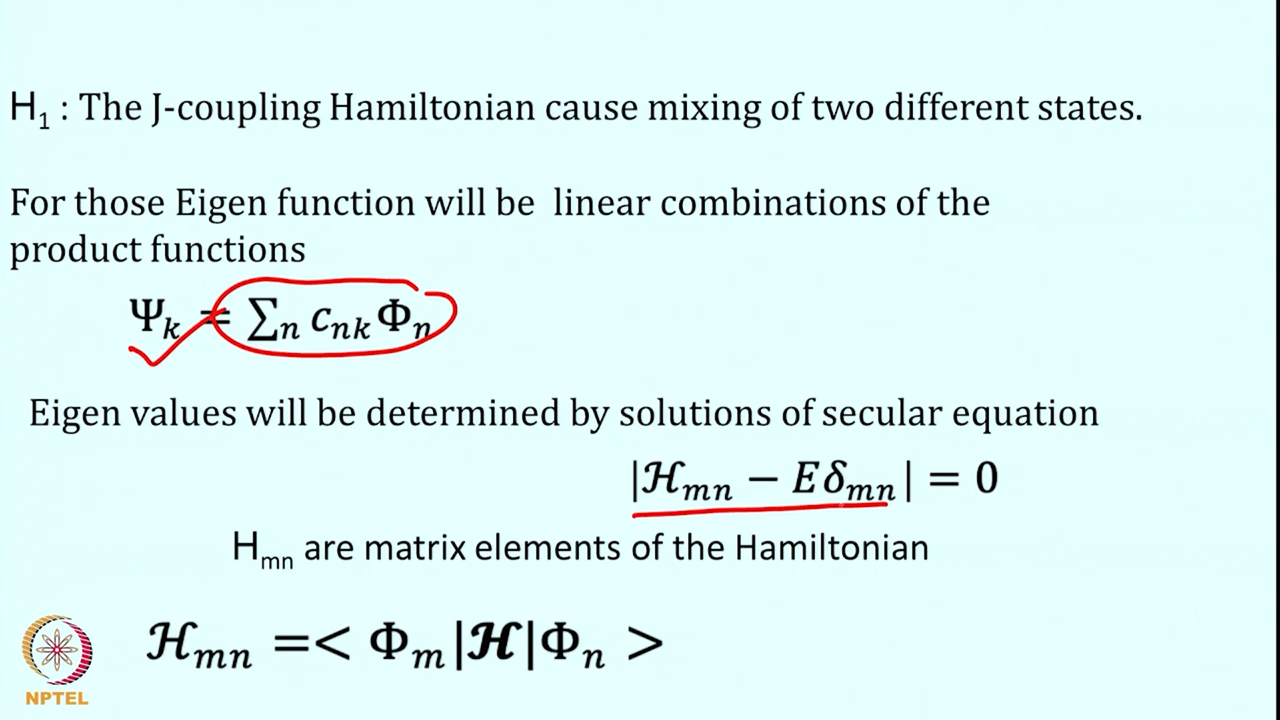 H₁ : The J-coupling Hamiltonian cause mixing of two different states.
For those Eigen function will be linear combinations of the
product functions
Ψₖ = ∑ₙ cₙₖ Φₙ
Eigen values will be determined by solutions of secular equation
|ℋₘₙ − Eδₘₙ| = 0
Hₘₙ are matrix elements of the Hamiltonian
ℋₘₙ =< Φₘ|ℋ|Φₙ >
NPTEL